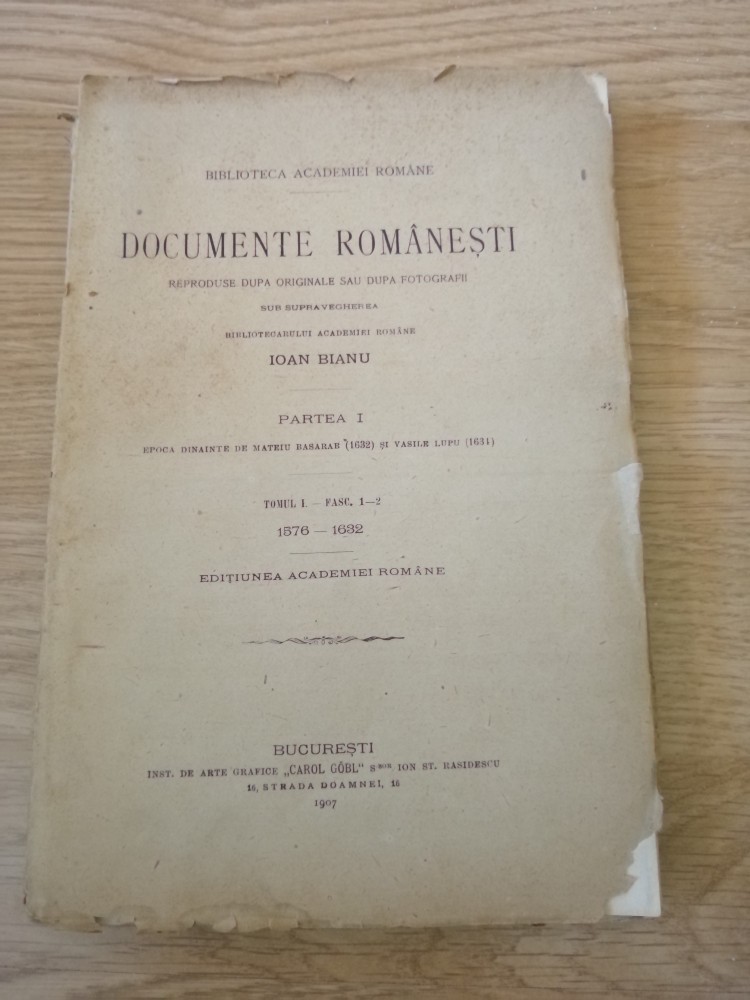 BIBLIOTECA ACADEMIEI ROMÂNE
DOCUMENTE ROMÂNEȘTI
REPRODUSE DUPA ORIGINALE SAU DUPA FOTOGRAFII
SUB SUPRAVEGHEREA
BIBLIOTECARULUI ACADEMIEI ROMÂNE
IOAN BIANU
PARTEA I
EPOCA DINAINTE DE MATEIU BASARAB (1632) ȘI VASILE LUPU (1634)
TOMUL I. — FASC. 1—2
1576 — 1632
EDIȚIUNEA ACADEMIEI ROMÂNE
BUCUREȘTI
INST. DE ARTE GRAFICE „CAROL GÖBL" Ssor ION ST. RASIDESCU
16, STRADA DOAMNEI, 16
1907